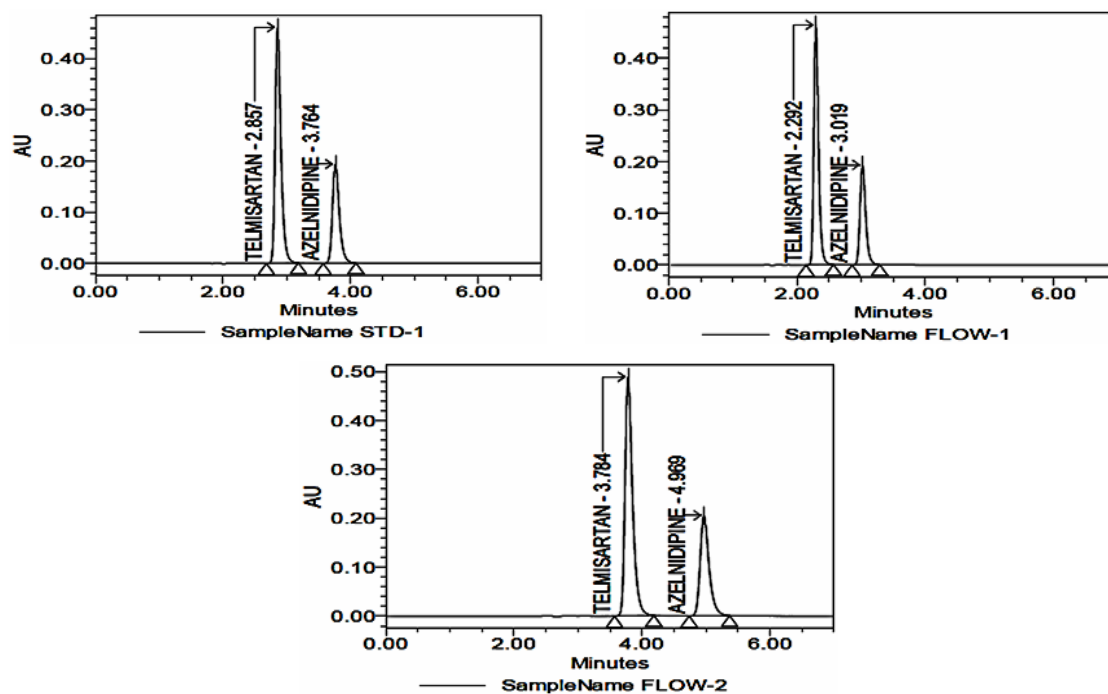 AU
0.40
0.30
0.20
0.10
0.00
TELMISARTAN - 2.857
AZELNIDIPINE - 3.764
0.00 2.00 4.00 6.00
Minutes
SampleName STD-1
AU
0.40
0.30
0.20
0.10
0.00
TELMISARTAN - 2.292
AZELNIDIPINE - 3.019
0.00 2.00 4.00 6.00
Minutes
SampleName FLOW-1
AU
0.50
0.40
0.30
0.20
0.10
0.00
TELMISARTAN - 3.784
AZELNIDIPINE - 4.969
0.00 2.00 4.00 6.00
Minutes
SampleName FLOW-2